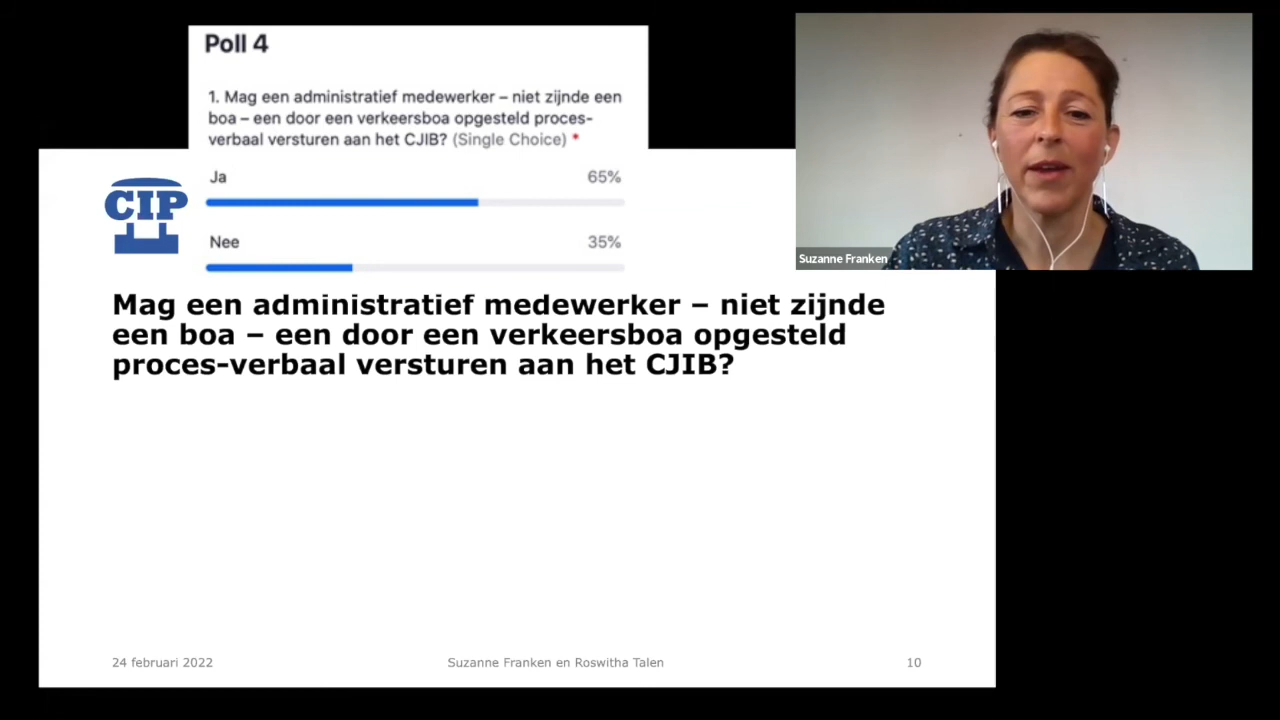 Poll 4
1. Mag een administratief medewerker – niet zijnde een
boa – een door een verkeersboa opgesteld proces-
verbaal versturen aan het CJIB? (Single Choice) *
Ja 65%
Nee 35%
CIP
Suzanne Franken
Mag een administratief medewerker – niet zijnde
een boa – een door een verkeersboa opgesteld
proces-verbaal versturen aan het CJIB?
24 februari 2022 Suzanne Franken en Roswitha Talen 10